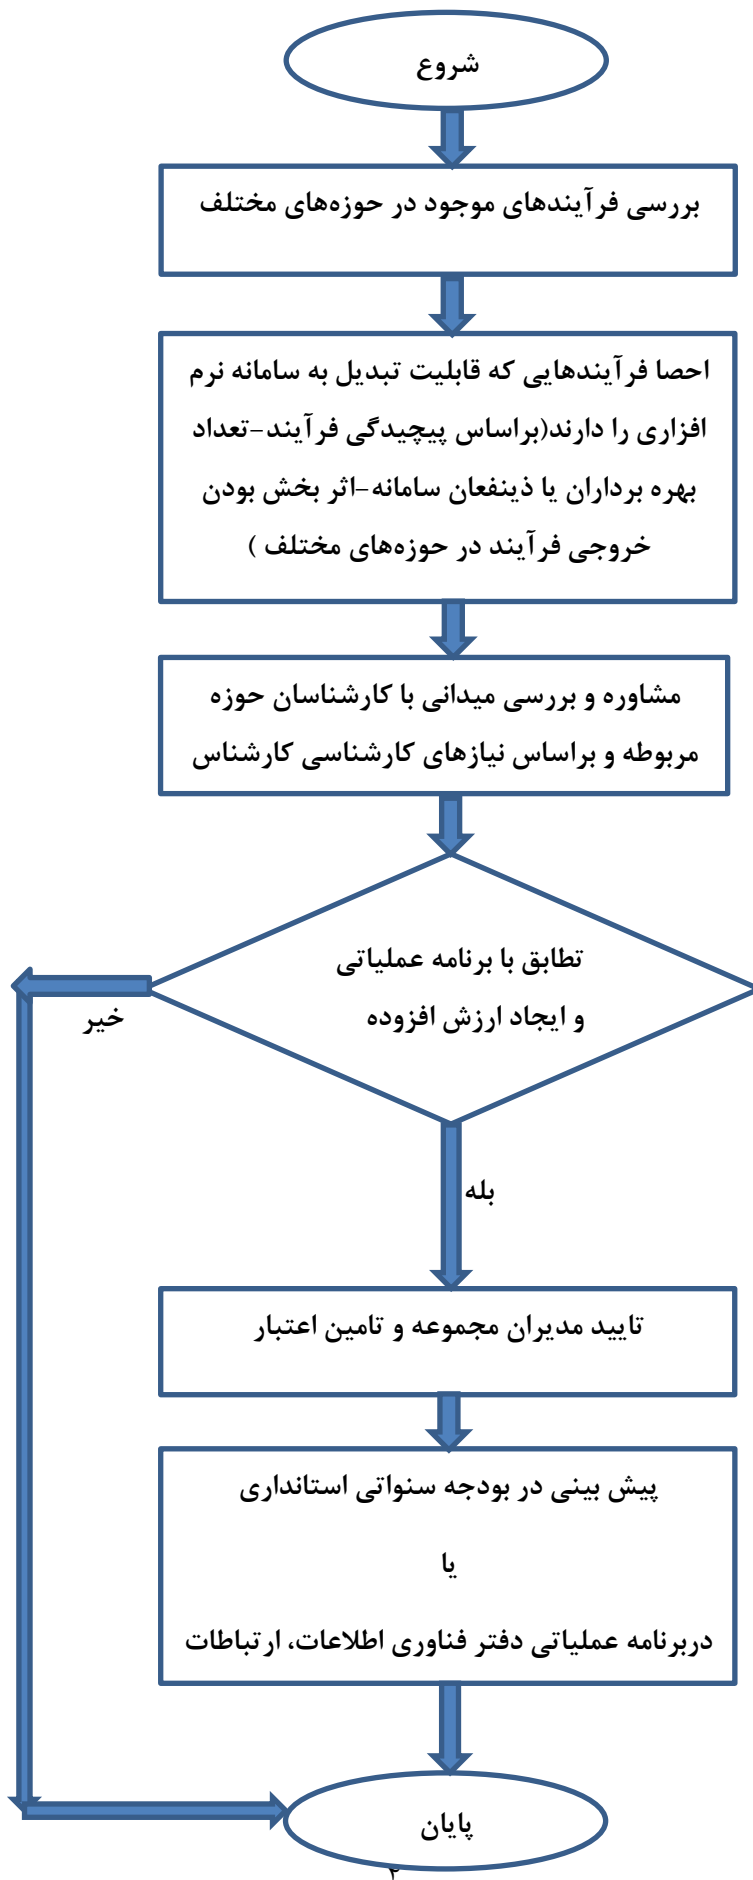 شروع
بررسی فرآیندهای موجود در حوزه‌های مختلف
احصا فرآیندهایی که قابلیت تبدیل به سامانه نرم
افزاری را دارند(براساس پیچیدگی فرآیند-تعداد
بهره برداران یا ذینفعان سامانه-اثر بخش بودن
خروجی فرآیند در حوزه‌های مختلف )
مشاوره و بررسی میدانی با کارشناسان حوزه
مربوطه و براساس نیازهای کارشناسی کارشناس
تطابق با برنامه عملیاتی
و ایجاد ارزش افزوده
خیر
بله
تایید مدیران مجموعه و تامین اعتبار
پیش بینی در بودجه سنواتی استانداری
یا
دربرنامه عملیاتی دفتر فناوری اطلاعات، ارتباطات
پایان
۲